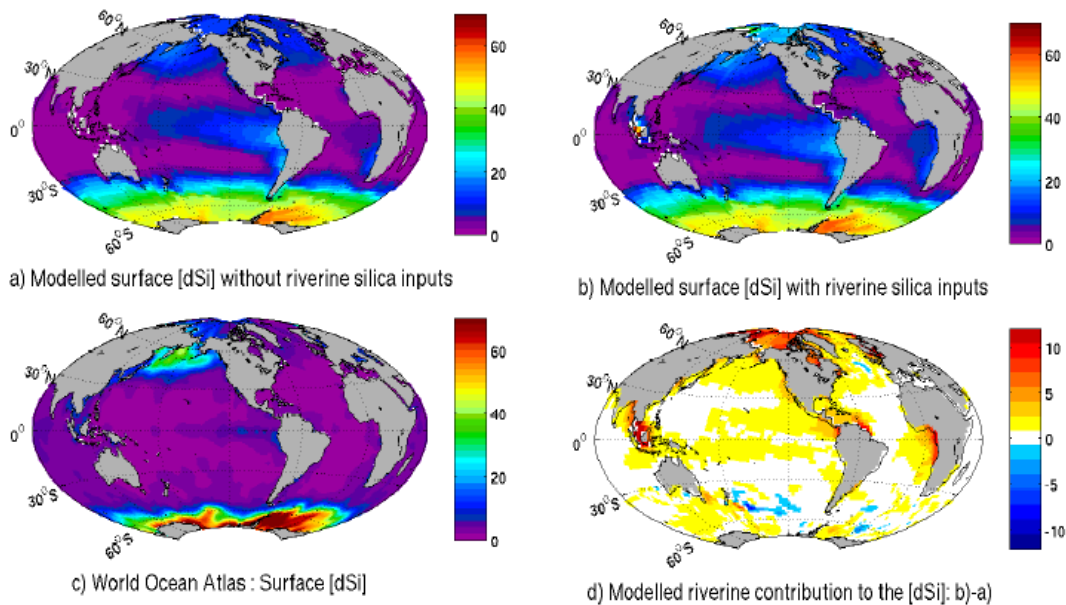 60°N
30°N
0°
30°S
60°S
60
40
20
0
a) Modelled surface [dSi] without riverine silica inputs
60°N
30°N
0°
30°S
60°S
60
40
20
0
b) Modelled surface [dSi] with riverine silica inputs
60°N
30°N
0°
30°S
60°S
60
40
20
0
c) World Ocean Atlas : Surface [dSi]
60°N
30°N
0°
30°S
60°S
10
5
0
-5
-10
d) Modelled riverine contribution to the [dSi]: b)-a)